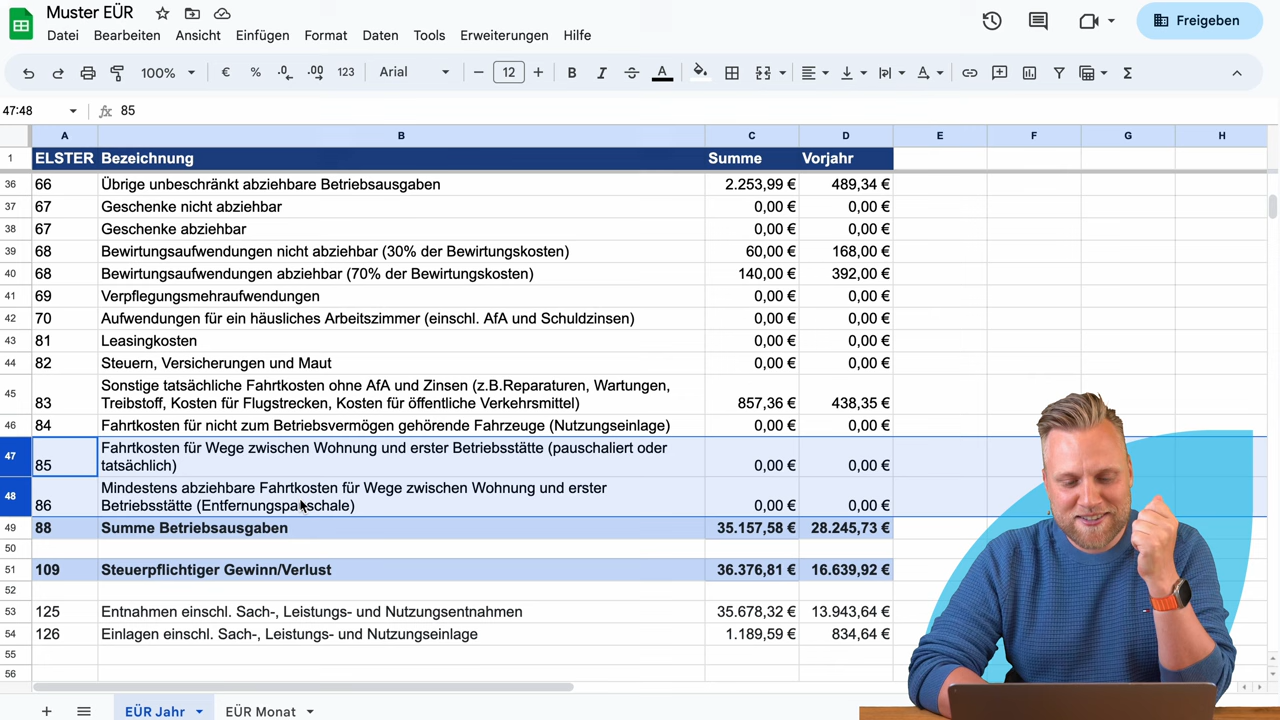 Muster EÜR
Datei Bearbeiten Ansicht Einfügen Format Daten Tools Erweiterungen Hilfe
Freigeben
100% € % .0 .00 123 Arial 12 B I A A Σ
47:48 fx 85
A B C D E F G H
1 ELSTER Bezeichnung Summe Vorjahr
36 66 Übrige unbeschränkt abziehbare Betriebsausgaben 2.253,99 € 489,34 €
37 67 Geschenke nicht abziehbar 0,00 € 0,00 €
38 67 Geschenke abziehbar 0,00 € 0,00 €
39 68 Bewirtungsaufwendungen nicht abziehbar (30% der Bewirtungskosten) 60,00 € 168,00 €
40 68 Bewirtungsaufwendungen abziehbar (70% der Bewirtungskosten) 140,00 € 392,00 €
41 69 Verpflegungsmehraufwendungen 0,00 € 0,00 €
42 70 Aufwendungen für ein häusliches Arbeitszimmer (einschl. AfA und Schuldzinsen) 0,00 € 0,00 €
43 81 Leasingkosten 0,00 € 0,00 €
44 82 Steuern, Versicherungen und Maut 0,00 € 0,00 €
Sonstige tatsächliche Fahrtkosten ohne AfA und Zinsen (z.B.Reparaturen, Wartungen,
45 83 Treibstoff, Kosten für Flugstrecken, Kosten für öffentliche Verkehrsmittel) 857,36 € 438,35 €
46 84 Fahrtkosten für nicht zum Betriebsvermögen gehörende Fahrzeuge (Nutzungseinlage) 0,00 € 0,00 €
Fahrtkosten für Wege zwischen Wohnung und erster Betriebsstätte (pauschaliert oder
47 85 tatsächlich) 0,00 € 0,00 €
Mindestens abziehbare Fahrtkosten für Wege zwischen Wohnung und erster
48 86 Betriebsstätte (Entfernungspauschale) 0,00 € 0,00 €
49 88 Summe Betriebsausgaben 35.157,58 € 28.245,73 €
50
51 109 Steuerpflichtiger Gewinn/Verlust 36.376,81 € 16.639,92 €
52
53 125 Entnahmen einschl. Sach-, Leistungs- und Nutzungsentnahmen 35.678,32 € 13.943,64 €
54 126 Einlagen einschl. Sach-, Leistungs- und Nutzungseinlage 1.189,59 € 834,64 €
55
56
EÜR Jahr EÜR Monat